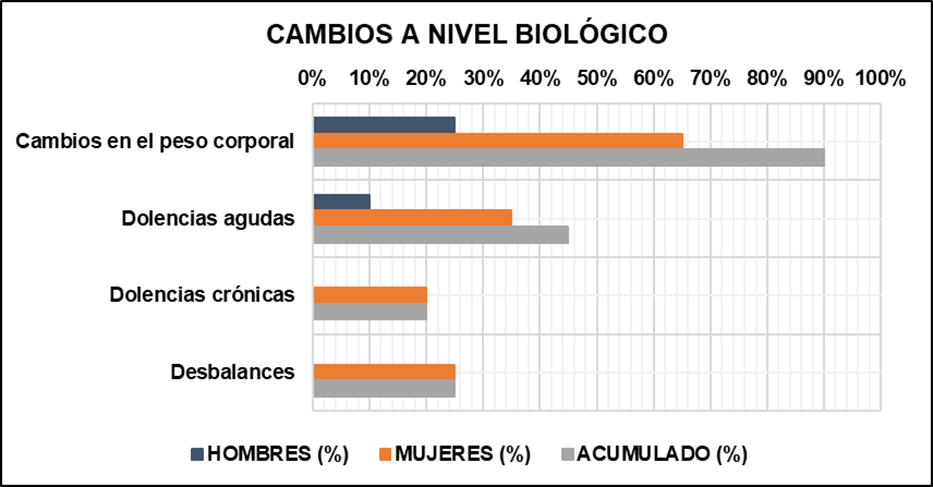 CAMBIOS A NIVEL BIOLÓGICO
0% 10% 20% 30% 40% 50% 60% 70% 80% 90% 100%
Cambios en el peso corporal
Dolencias agudas
Dolencias crónicas
Desbalances
HOMBRES (%) MUJERES (%) ACUMULADO (%)